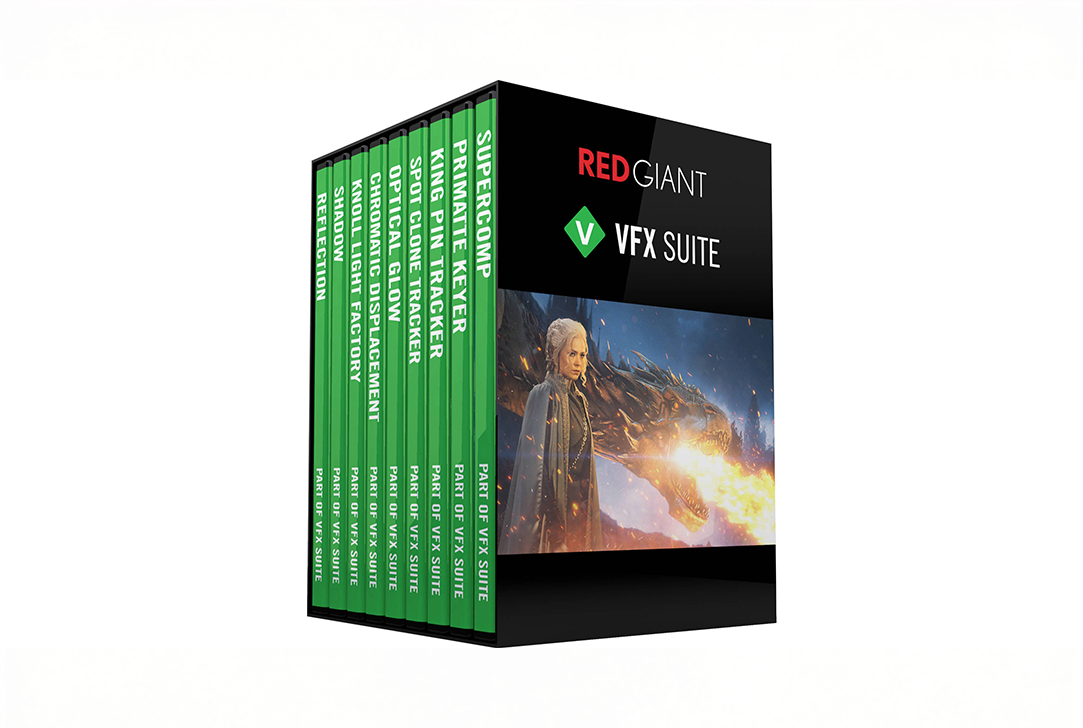 REFLECTION
PART OF VFX SUITE
SHADOW
PART OF VFX SUITE
KNOLL LIGHT FACTORY
PART OF VFX SUITE
CHROMATIC DISPLACEMENT
PART OF VFX SUITE
OPTICAL GLOW
PART OF VFX SUITE
SPOT CLONE TRACKER
PART OF VFX SUITE
KING PIN TRACKER
PART OF VFX SUITE
PRIMATTE KEYER
PART OF VFX SUITE
SUPERCOMP
PART OF VFX SUITE
RED GIANT
V VFX SUITE